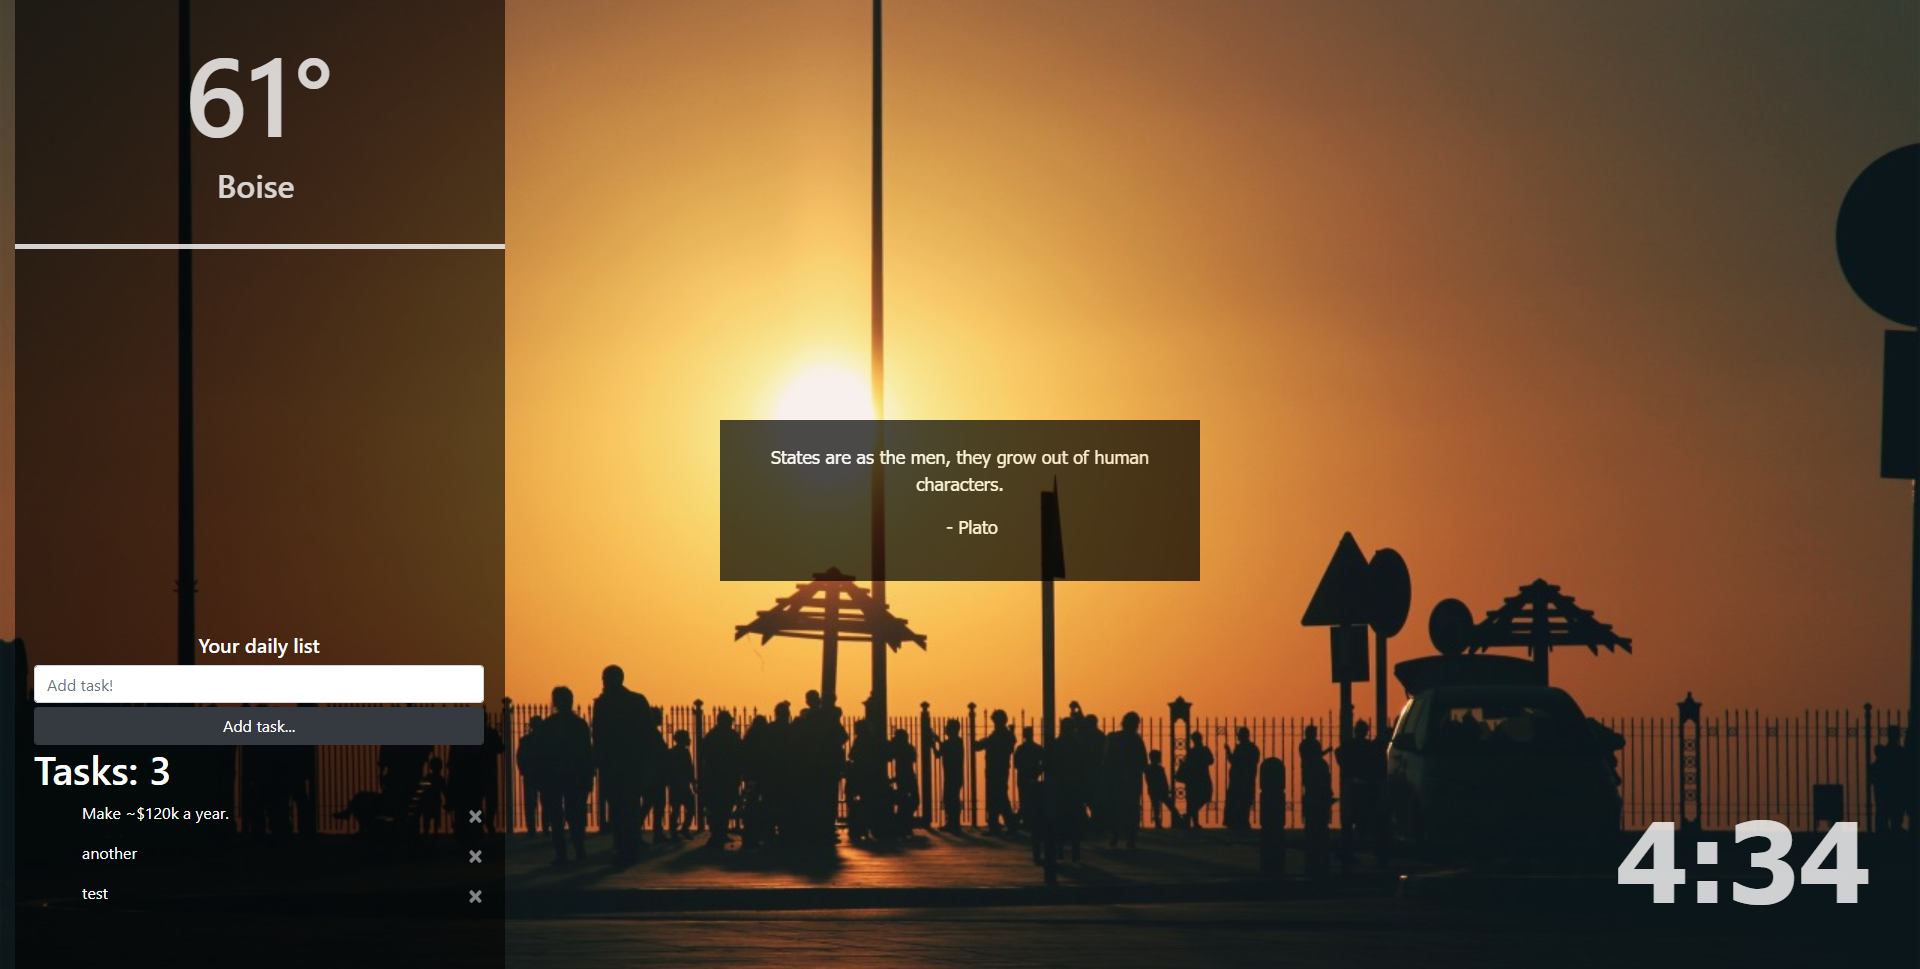 61°
Boise
Your daily list
Add task!
Add task...
Tasks: 3
Make ~$120k a year.
another
test
States are as the men, they grow out of human
characters.
- Plato
4:34